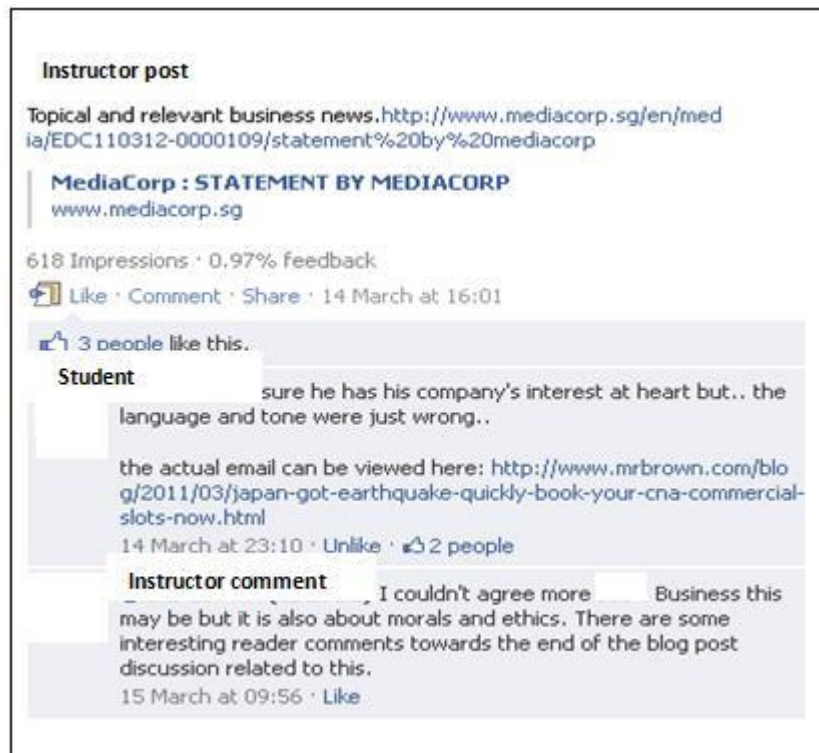 Instructor post
Topical and relevant business news.http://www.mediacorp.sg/en/med
ia/EDC110312-0000109/statement%20by%20mediacorp
MediaCorp : STATEMENT BY MEDIACORP
www.mediacorp.sg
618 Impressions · 0.97% feedback
Like · Comment · Share · 14 March at 16:01
3 people like this.
Student
sure he has his company's interest at heart but.. the
language and tone were just wrong..
the actual email can be viewed here: http://www.mrbrown.com/blo
g/2011/03/japan-got-earthquake-quickly-book-your-cna-commercial-
slots-now.html
14 March at 23:10 · Unlike · 2 people
Instructor comment
I couldn't agree more Business this
may be but it is also about morals and ethics. There are some
interesting reader comments towards the end of the blog post
discussion related to this.
15 March at 09:56 · Like